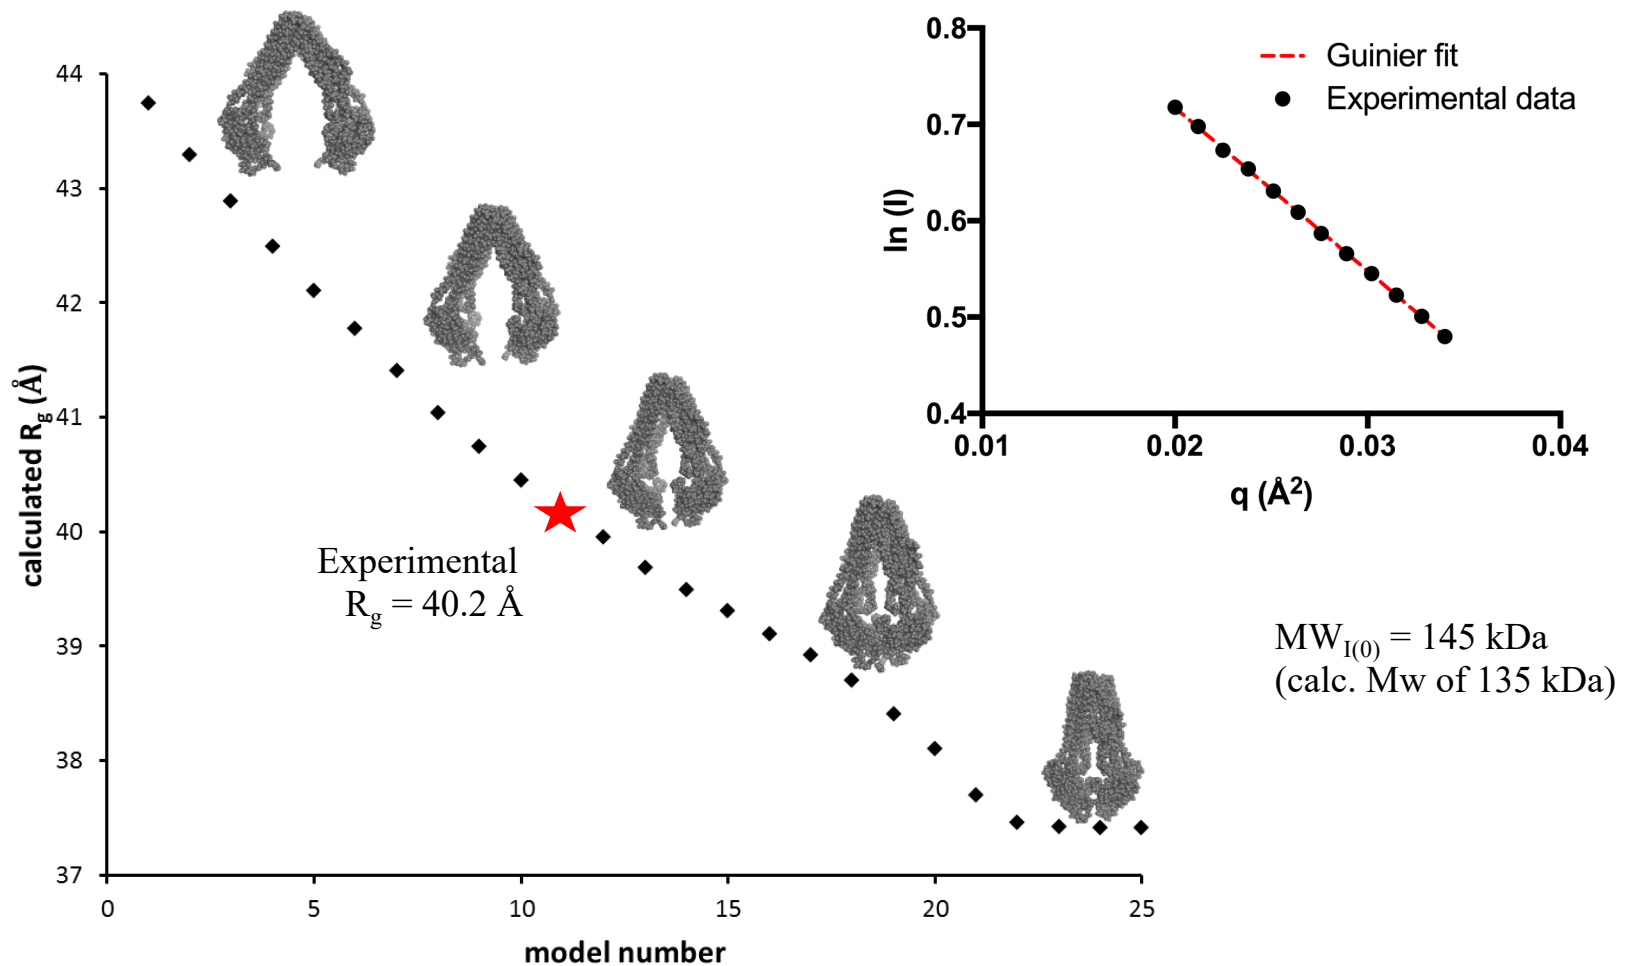 44
43
42
41
40
39
38
37
calculated Rg (Å)
0 5 10 15 20 25
model number
Experimental
Rg = 40.2 Å
0.8
0.7
0.6
0.5
0.4
ln (I)
0.01 0.02 0.03 0.04
q (Å²)
Guinier fit
Experimental data
MWI(0) = 145 kDa
(calc. Mw of 135 kDa)